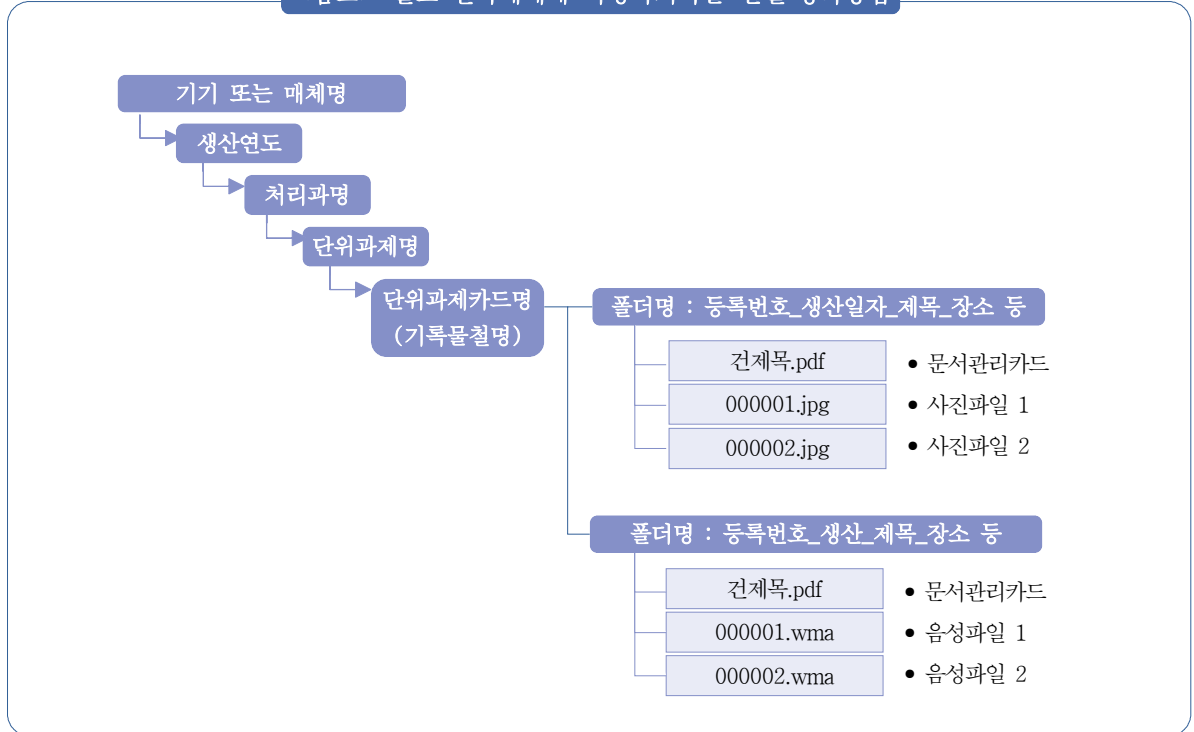 기기 또는 매체명
생산연도
처리과명
단위과제명
단위과제카드명
(기록물철명)
폴더명 : 등록번호_생산일자_제목_장소 등
건제목.pdf
• 문서관리카드
000001.jpg
• 사진파일 1
000002.jpg
• 사진파일 2
폴더명 : 등록번호_생산_제목_장소 등
건제목.pdf
• 문서관리카드
000001.wma
• 음성파일 1
000002.wma
• 음성파일 2